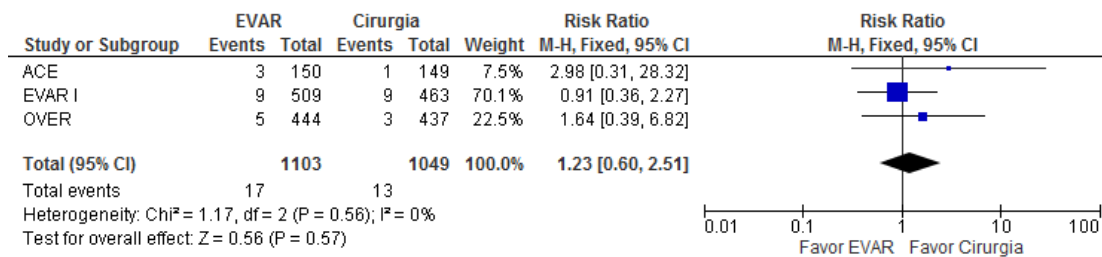 EVAR Cirurgia Risk Ratio Risk Ratio
Study or Subgroup Events Total Events Total Weight M-H, Fixed, 95% CI M-H, Fixed, 95% CI
ACE 3 150 1 149 7.5% 2.98 [0.31, 28.32]
EVAR I 9 509 9 463 70.1% 0.91 [0.36, 2.27]
OVER 5 444 3 437 22.5% 1.64 [0.39, 6.82]
Total (95% CI) 1103 1049 100.0% 1.23 [0.60, 2.51]
Total events 17 13
Heterogeneity: Chi² = 1.17, df = 2 (P = 0.56); I² = 0%
Test for overall effect: Z = 0.56 (P = 0.57)
0.01 0.1 1 10 100
Favor EVAR Favor Cirurgia